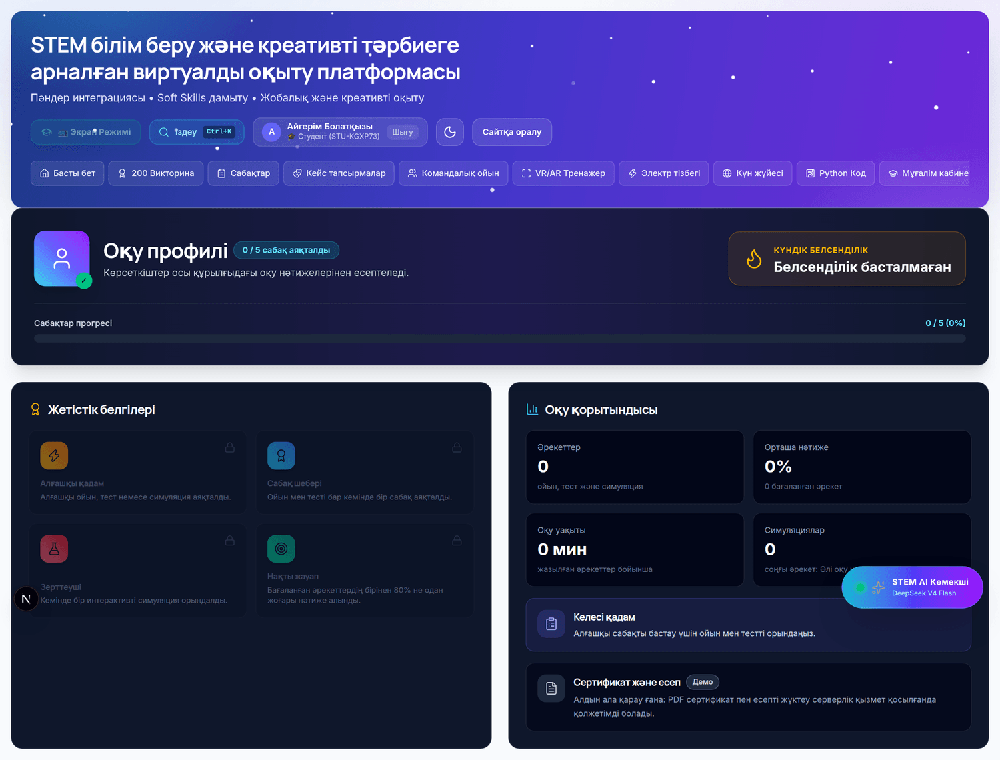 STEM білім беру және креативті тәрбиеге
арналған виртуалды оқыту платформасы
Пәндер интеграциясы • Soft Skills дамыту • Жобалық және креативті оқыту
Экран Режимі
Іздеу Ctrl+K
A
Айгерім Болатқызы
Студент (STU-KGXP73)
Шығу
Сайтқа оралу
Басты бет
200 Викторина
Сабақтар
Кейс тапсырмалар
Командалық ойын
VR/AR Тренажер
Электр тізбегі
Күн жүйесі
Python Код
Мұғалім кабине
Оқу профилі
0 / 5 сабақ аяқталды
Көрсеткіштер осы құрылғыдағы оқу нәтижелерінен есептеледі.
КҮНДІК БЕЛСЕНДІЛІК
Белсенділік басталмаған
Сабақтар прогресі
0 / 5 (0%)
Жетістік белгілері
Алғашқы қадам
Алғашқы ойын, тест немесе симуляция аяқталды.
Сабақ шебері
Ойын мен тесті бар кемінде бір сабақ аяқталды.
Зерттеуші
Кемінде бір интерактивті симуляция орындалды.
Нақты жауап
Бағаланған әрекеттердің бірінен 80% не одан
жоғары нәтиже алынды.
N
Оқу қорытындысы
Әрекеттер
0
ойын, тест және симуляция
Орташа нәтиже
0%
0 бағаланған әрекет
Оқу уақыты
0 мин
жазылған әрекеттер бойынша
Симуляциялар
0
соңғы әрекет: Әлі оқу
STEM AI Көмекші
DeepSeek V4 Flash
Келесі қадам
Алғашқы сабақты бастау үшін ойын мен тестті орындаңыз.
Сертификат және есеп
Демо
Алдын ала қарау ғана: PDF сертификат пен есепті жүктеу серверлік қызмет қосылғанда
қолжетімді болады.